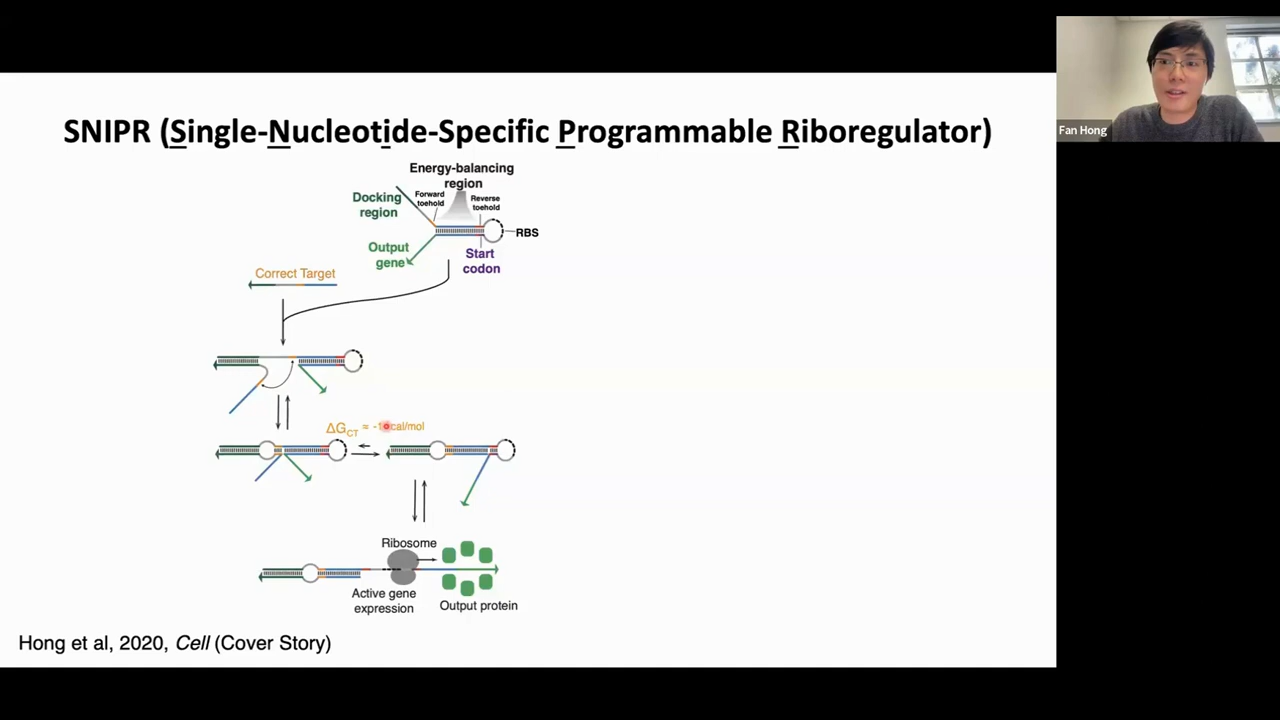 SNIPR (Single-Nucleotide-Specific Programmable Riboregulator)
Fan Hong
Energy-balancing
region
Docking
region
Forward
toehold
Reverse
toehold
RBS
Output
gene
Start
codon
Correct Target
ΔG_CT ≈
Ribosome
Active gene
expression
Output protein
Hong et al, 2020, Cell (Cover Story)